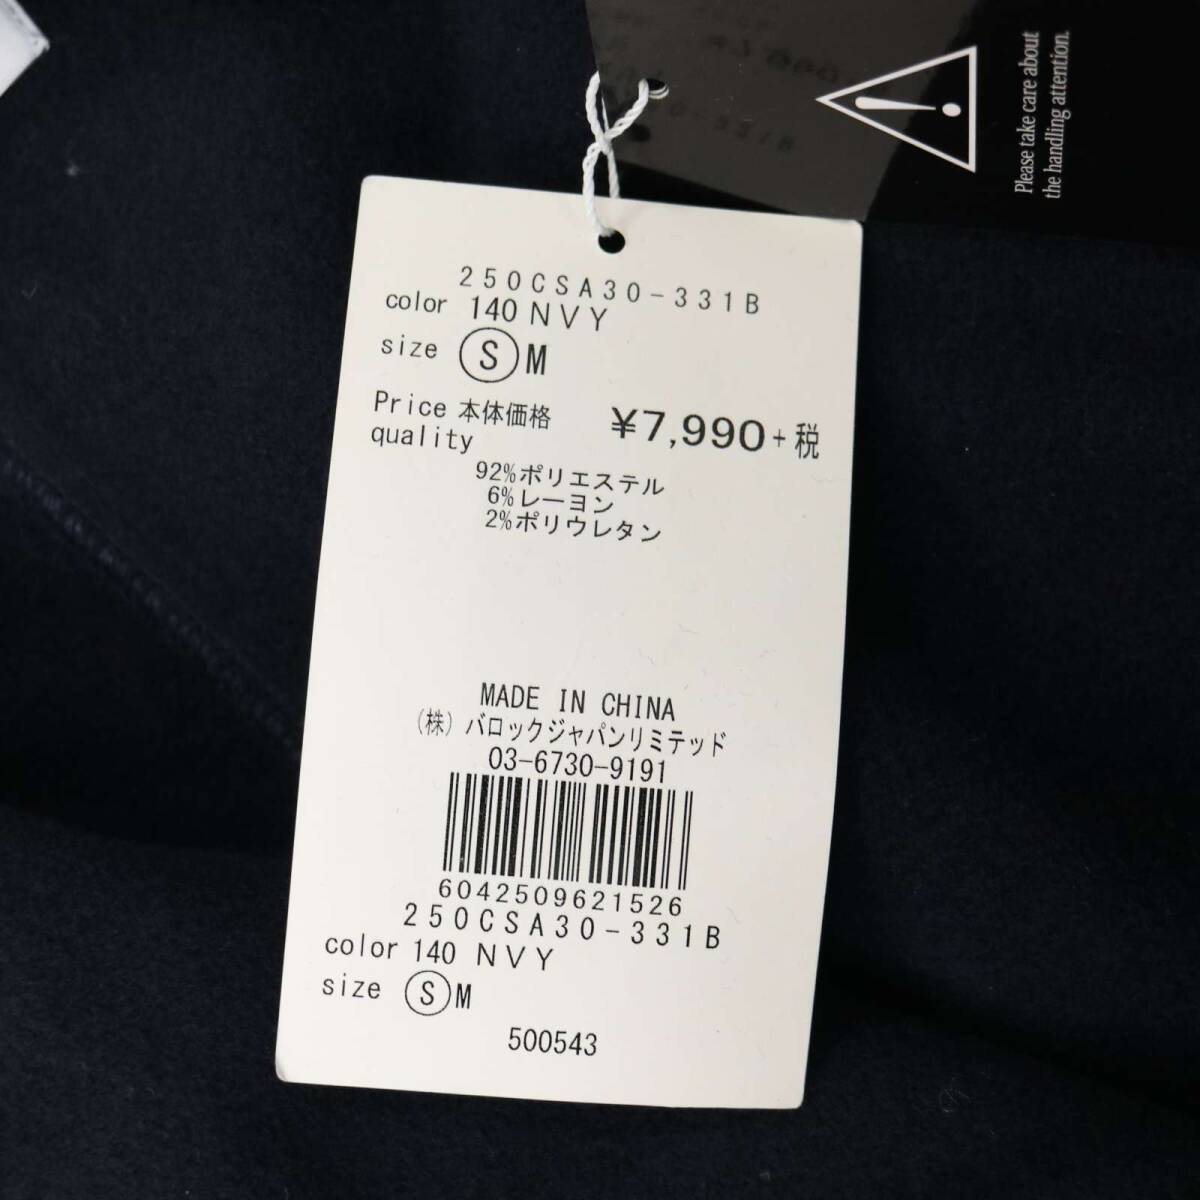 Please take care about
the handling attention.
250CSA30-331B
color 140 NVY
size S M
Price 本体価格 ¥7,990+税
quality
92%ポリエステル
6%レーヨン
2%ポリウレタン
MADE IN CHINA
(株)バロックジャパンリミテッド
03-6730-9191
6042509621526
250CSA30-331B
color 140 NVY
size S M
500543